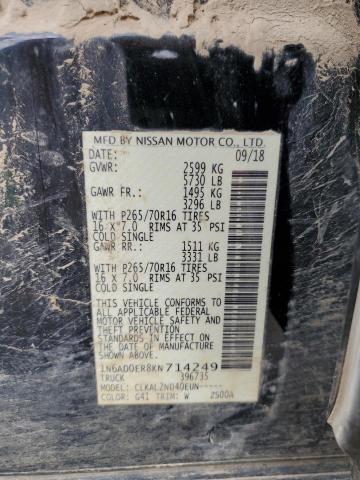 MFD BY NISSAN MOTOR CO., LTD.
DATE: 09/18
GVWR: 2599 KG
5730 LB
GAWR FR.: 1495 KG
3296 LB
WITH P265/70R16 TIRES
16 X 7.0 RIMS AT 35 PSI
COLD SINGLE
GAWR RR.: 1511 KG
3331 LB
WITH P265/70R16 TIRES
16 X 7.0 RIMS AT 35 PSI
COLD SINGLE
THIS VEHICLE CONFORMS TO
ALL APPLICABLE FEDERAL
MOTOR VEHICLE SAFETY AND
THEFT PREVENTION
STANDARDS IN EFFECT ON
THE DATE OF MANUFACTURE
SHOWN ABOVE.
1N6AD0ER8KN714249
TRUCK 396735
MODEL: CLKALZND40EUN-----
COLOR: G41 TRIM: W 2500A